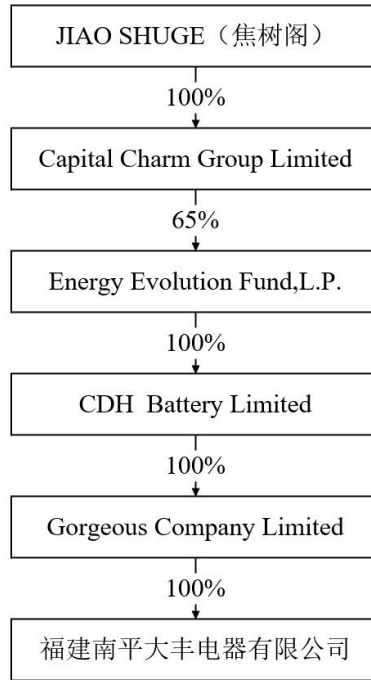 JIAO SHUGE（焦树阁）
100%
Capital Charm Group Limited
65%
Energy Evolution Fund,L.P.
100%
CDH Battery Limited
100%
Gorgeous Company Limited
100%
福建南平大丰电器有限公司